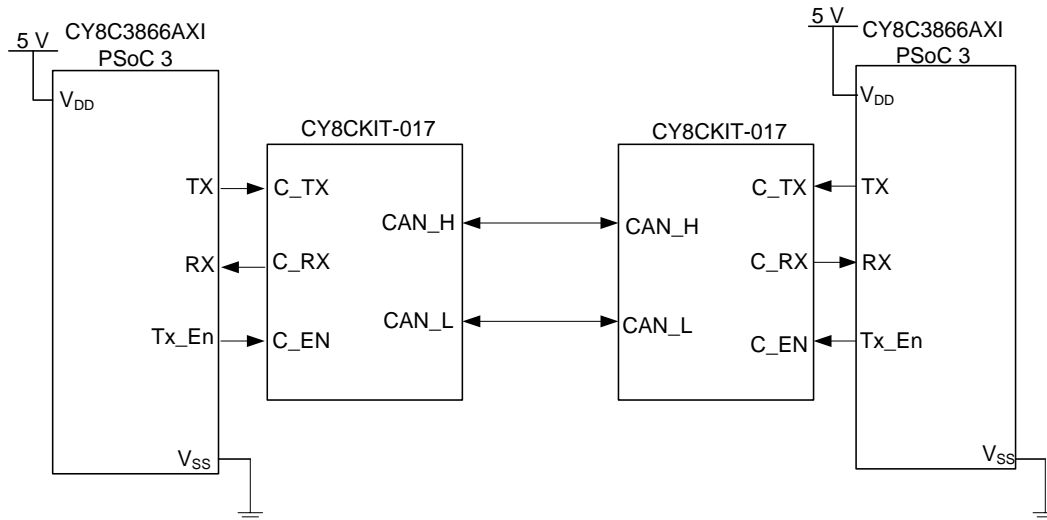 5 V
CY8C3866AXI
PSoC 3
VDD
TX
RX
Tx_En
VSS
CY8CKIT-017
C_TX
C_RX
C_EN
CAN_H
CAN_L
CY8CKIT-017
CAN_H
CAN_L
C_TX
C_RX
C_EN
5 V
CY8C3866AXI
PSoC 3
VDD
TX
RX
Tx_En
VSS